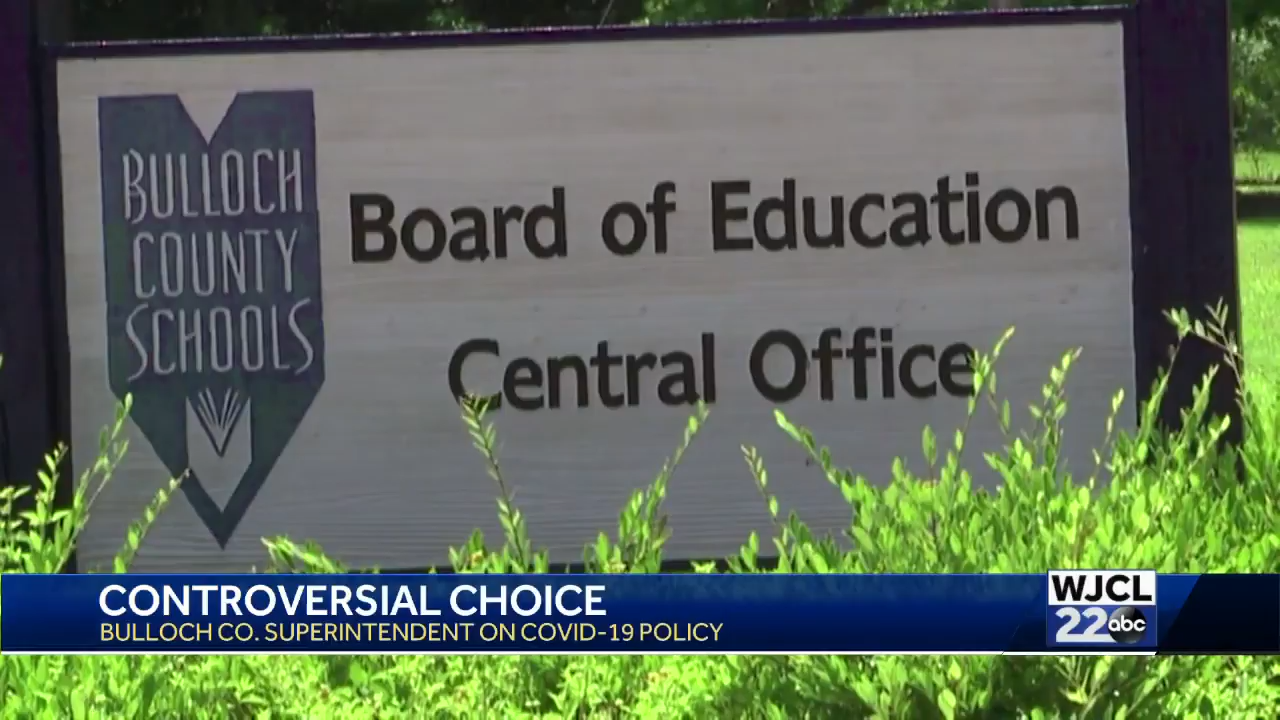 BULLOCH
COUNTY
SCHOOLS
Board of Education
Central Office
CONTROVERSIAL CHOICE
BULLOCH CO. SUPERINTENDENT ON COVID-19 POLICY
WJCL
22 abc